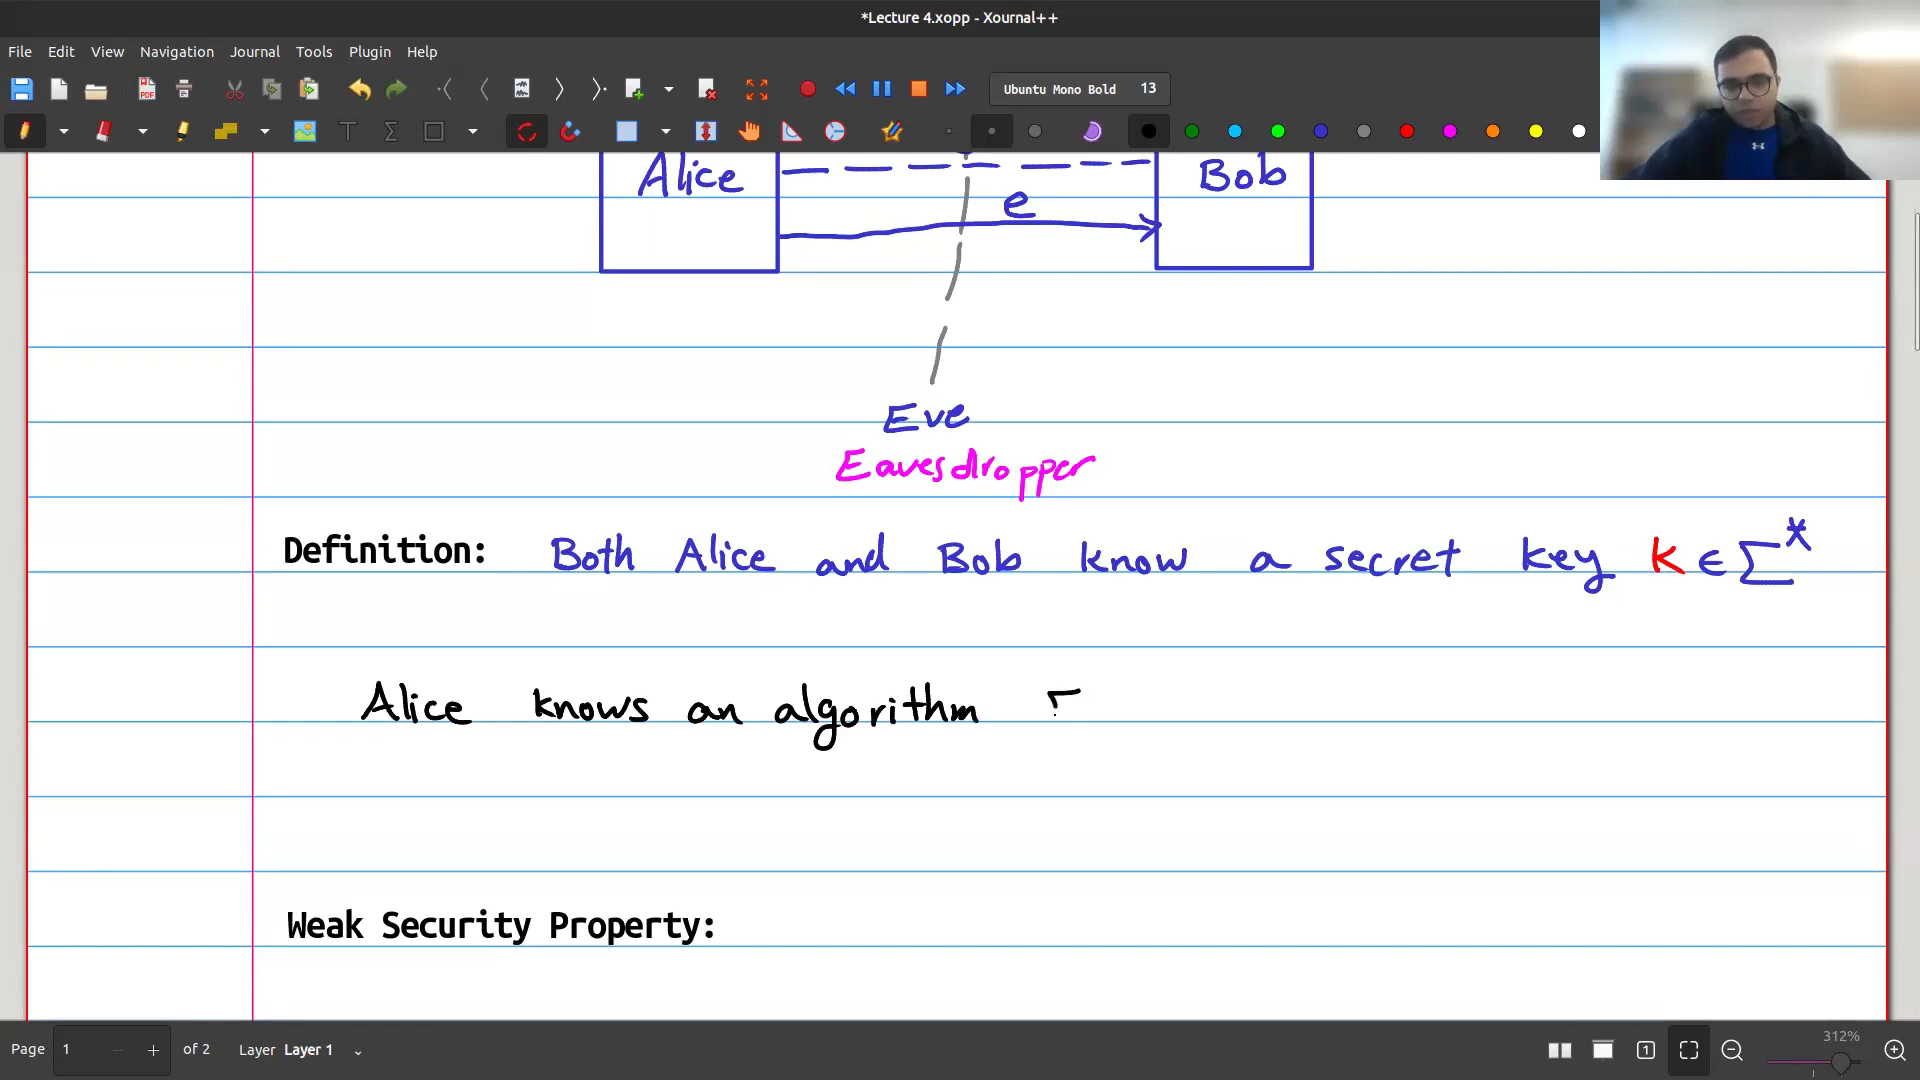 *Lecture 4.xopp - Xournal++
File Edit View Navigation Journal Tools Plugin Help
PDF Ubuntu Mono Bold 13
Alice Bob
e
Eve
Eavesdropper
Definition: Both Alice and Bob know a secret key K ∈ Σ*
Alice knows an algorithm
Weak Security Property:
Page 1 of 2 Layer Layer 1 1 312%